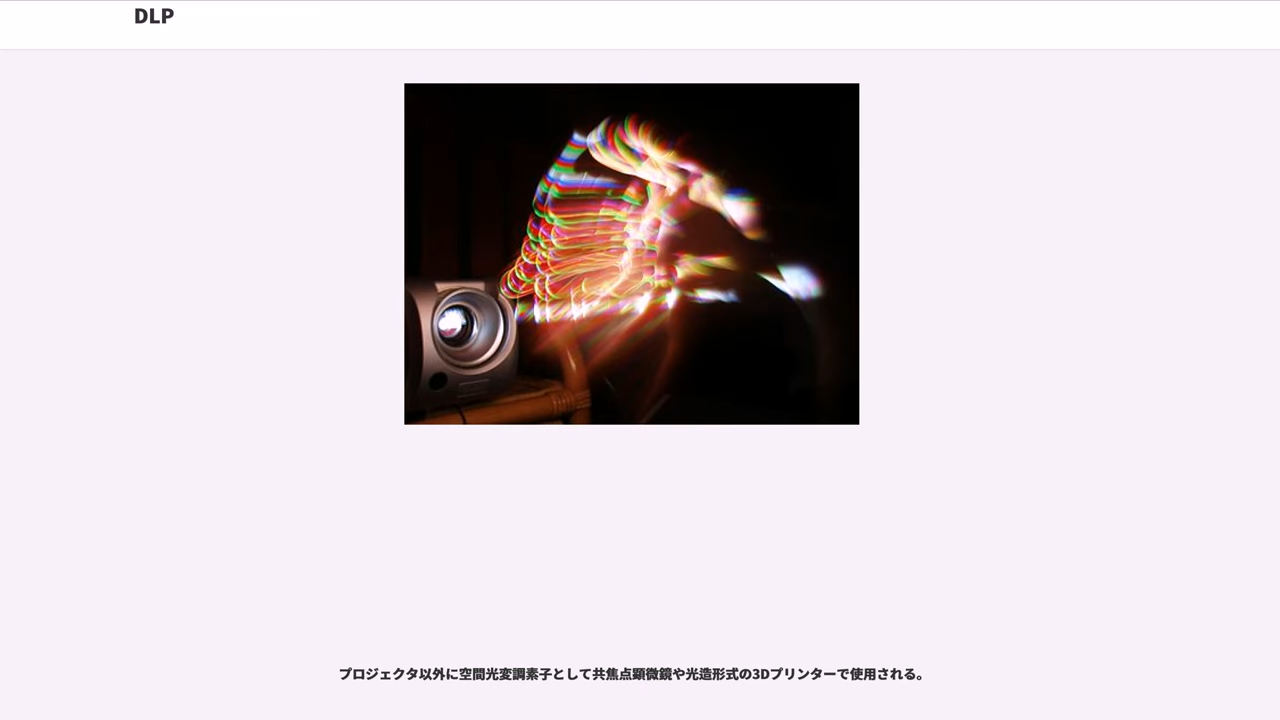 DLP
プロジェクタ以外に空間光変調素子として共焦点顕微鏡や光造形式の3Dプリンターで使用される。